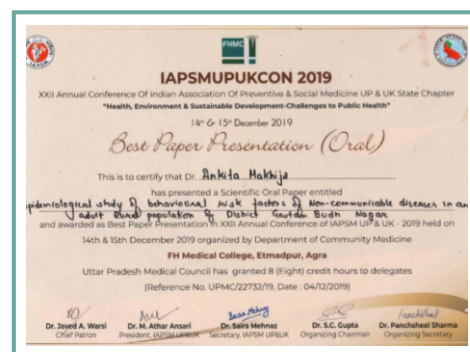 FHMC
IAPSM
IAPSMUPUKCON 2019
XXII Annual Conference Of Indian Association Of Preventive & Social Medicine UP & UK State Chapter
"Health, Environment & Sustainable Development-Challenges to Public Health"
14th & 15th December 2019
Best Paper Presentation (Oral)
This is to certify that Dr. Ankita Makhija
has presented a Scientific Oral Paper entitled
pidemiological study of behavioural risk factors of Non-communicable diseases in an
adult Rural population of District Gautam Budh Nagar
and awarded as Best Paper Presentation in XXII Annual Conference of IAPSM UP & UK - 2019 held on
14th & 15th December 2019 organized by Department of Community Medicine
FH Medical College, Etmadpur, Agra
Uttar Pradesh Medical Council has granted 8 (Eight) credit hours to delegates
(Reference No. UPMC/22732/19, Date : 04/12/2019)
Saira Mehnaz
Panchsheel
Dr. Javed A. Warsi
Chief Patron
Dr. M. Athar Ansari
President, IAPSM UP&UK
Dr. Saira Mehnaz
Secretary, IAPSM UP&UK
Dr. S.C. Gupta
Organizing Chairman
Dr. Panchsheel Sharma
Organizing Secretary